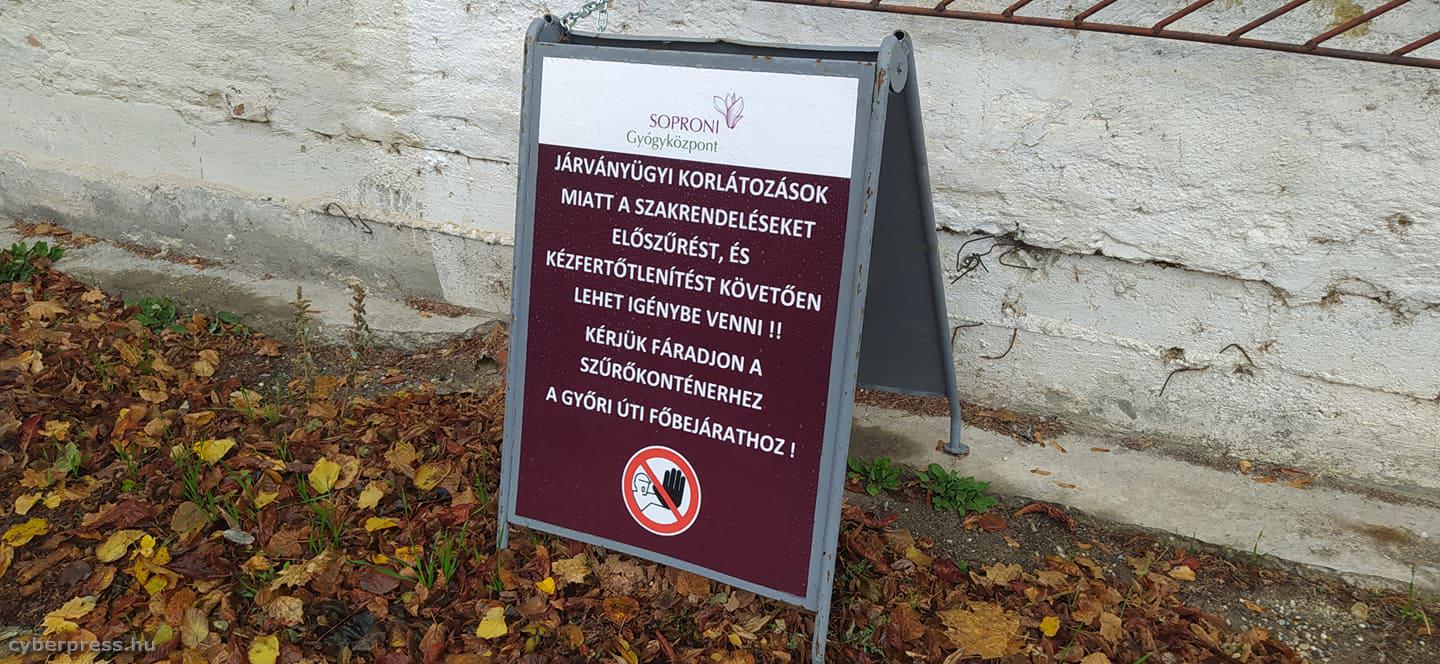 SOPRONI
Gyógyközpont
JÁRVÁNYÜGYI KORLÁTOZÁSOK
MIATT A SZAKRENDELÉSEKET
ELŐSZŰRÉST, ÉS
KÉZFERTŐTLENÍTÉST KÖVETŐEN
LEHET IGÉNYBE VENNI !!
KÉRJÜK FÁRADJON A
SZŰRŐKONTÉNERHEZ
A GYŐRI ÚTI FŐBEJÁRATHOZ !
cyberpress.hu